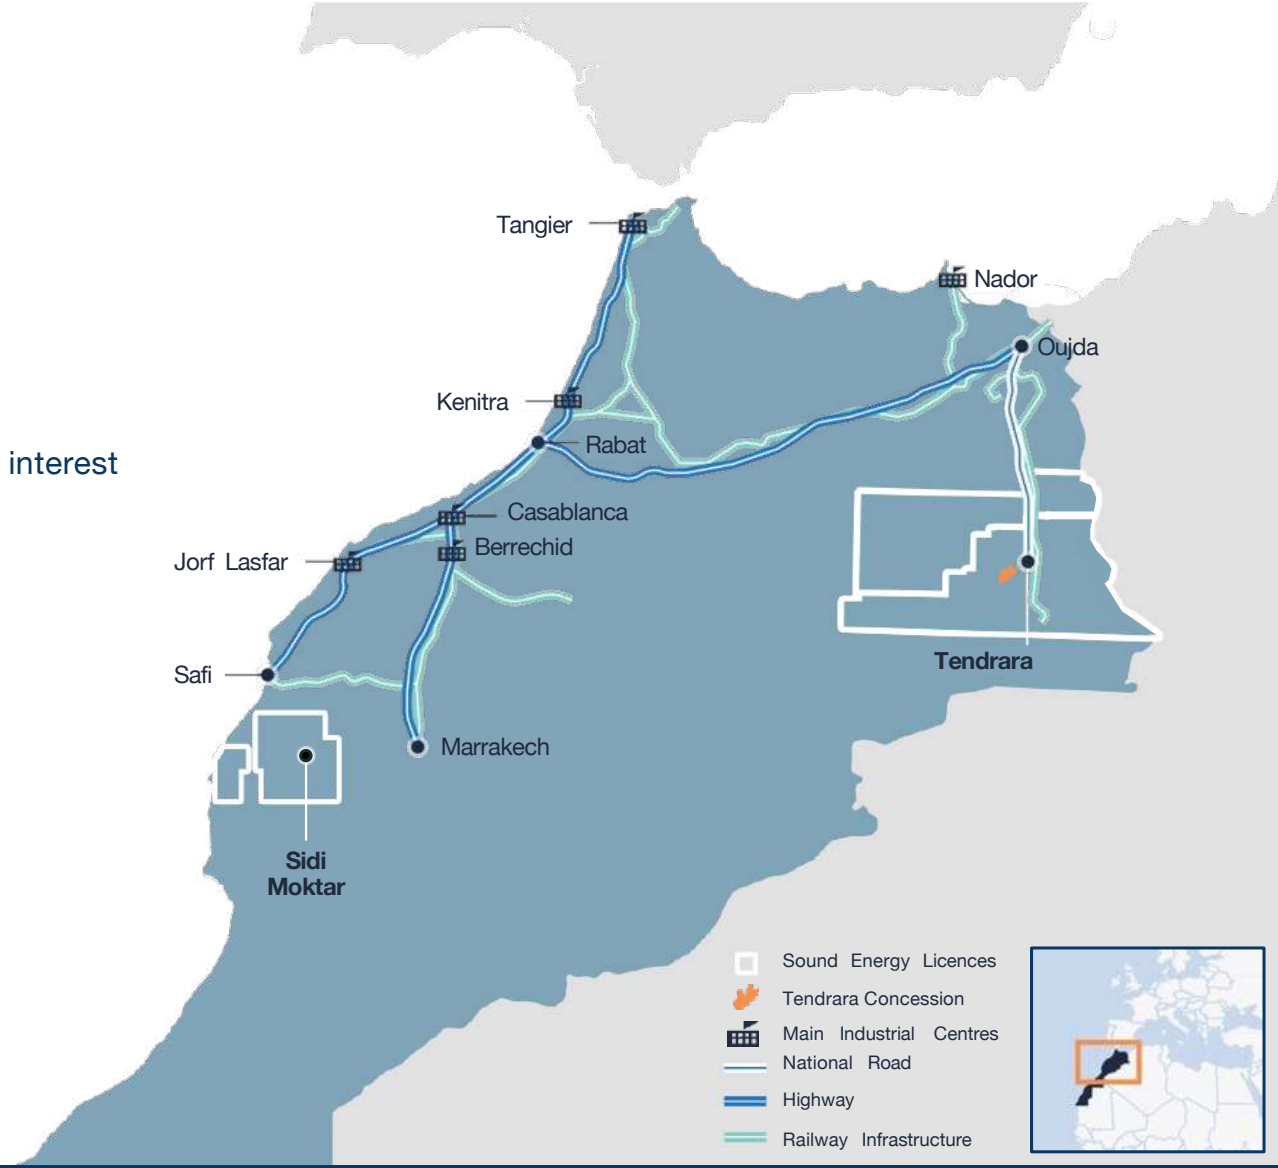 Tangier
Nador
Oujda
Kenitra
Rabat
interest
Casablanca
Berrechid
Jorf Lasfar
Tendrara
Safi
Marrakech
Sidi
Moktar
Sound Energy Licences
Tendrara Concession
Main Industrial Centres
National Road
Highway
Railway Infrastructure